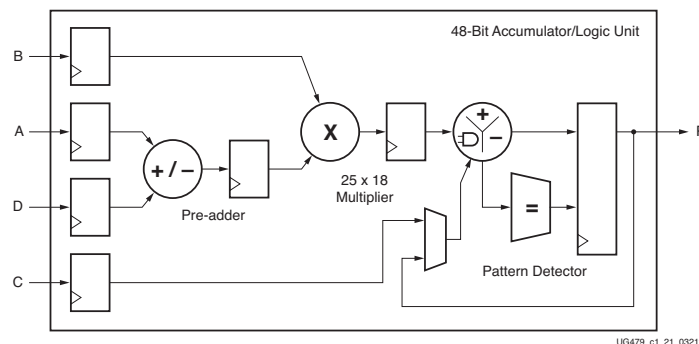 48-Bit Accumulator/Logic Unit
B
A
D
C
+ / –
Pre-adder
X
25 x 18
Multiplier
+
–
=
Pattern Detector
P
UG479_c1_21_0321